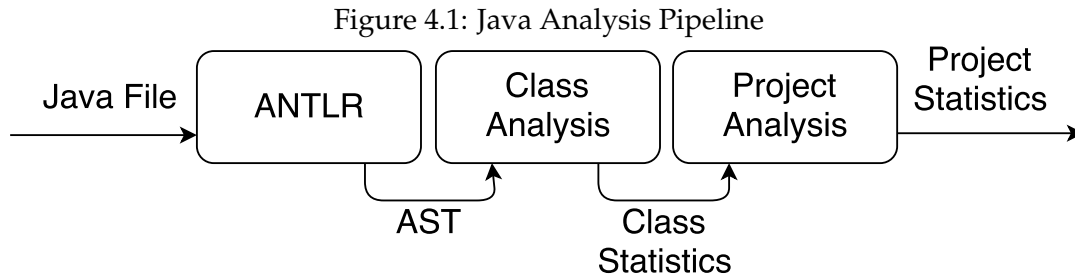 Figure 4.1: Java Analysis Pipeline
Java File
ANTLR
Class
Analysis
Project
Analysis
Project
Statistics
AST
Class
Statistics